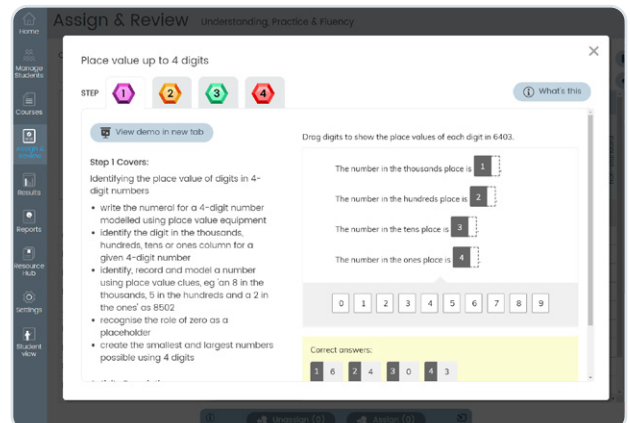 Assign & Review Understanding, Practice & Fluency
Home
Manage
Students
Courses
Assign &
Review
Results
Reports
Resource
Hub
Settings
Student
view
Place value up to 4 digits
STEP 1 2 3 4
What's this
View demo in new tab
Step 1 Covers:
Identifying the place value of digits in 4-
digit numbers
• write the numeral for a 4-digit number
modelled using place value equipment
• identify the digit in the thousands,
hundreds, tens or ones column for a
given 4-digit number
• identify, record and model a number
using place value clues, eg 'an 8 in the
thousands, 5 in the hundreds and a 2 in
the ones' as 8502
• recognise the role of zero as a
placeholder
• create the smallest and largest numbers
possible using 4 digits
Drag digits to show the place values of each digit in 6403.
The number in the thousands place is 1 .
The number in the hundreds place is 2 .
The number in the tens place is 3 .
The number in the ones place is 4 .
0 1 2 3 4 5 6 7 8 9
Correct answers:
1 6 2 4 3 0 4 3
Unassign (0) Assign (0)